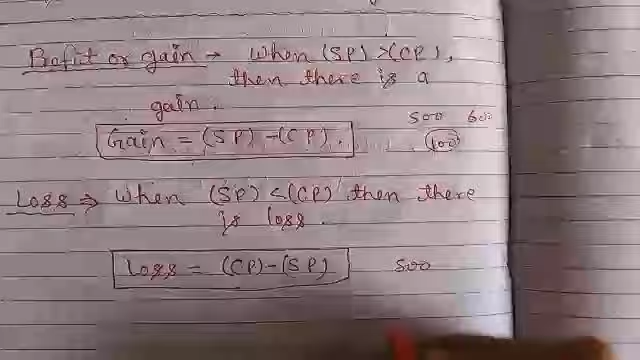 Profit or gain → When (SP) >(CP),
then there is a
gain.
500 600
Gain = (SP) -(CP).
100
Loss ⇒ When (SP) <(CP) then there
is loss.
Loss = (CP)-(SP)
500